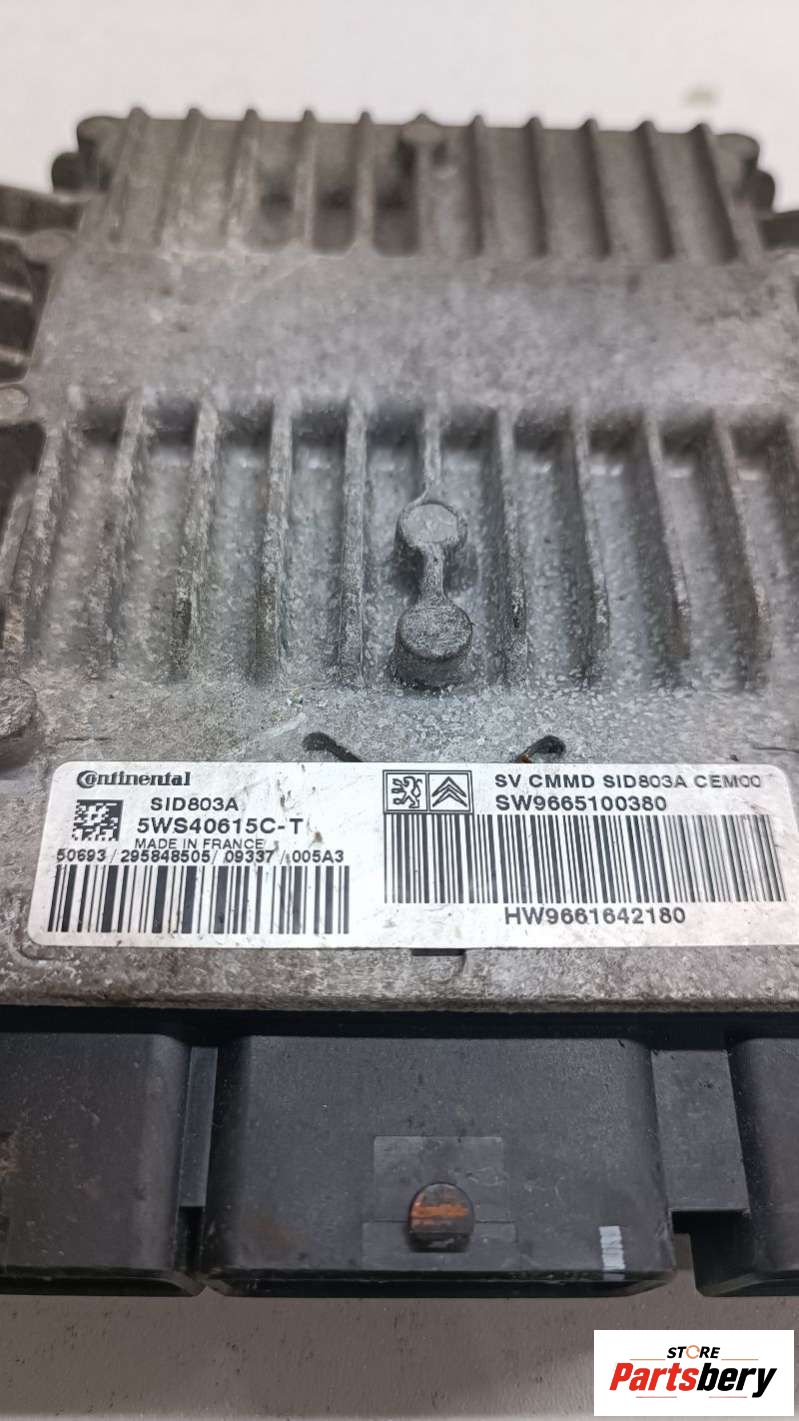 Continental
SID803A
5WS40615C-T
MADE IN FRANCE
50693/295848505/09337/005A3
SV CMMD SID803A CEM00
SW9665100380
HW9661642180
STORE
Partsbery